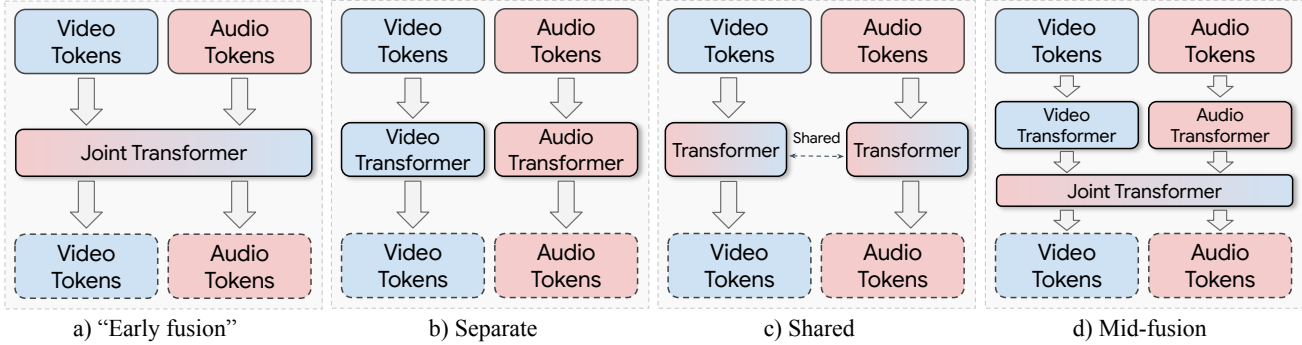 Video
Tokens
Audio
Tokens
Joint Transformer
Video
Tokens
Audio
Tokens
a) “Early fusion”
Video
Tokens
Audio
Tokens
Video
Transformer
Audio
Transformer
Video
Tokens
Audio
Tokens
b) Separate
Video
Tokens
Audio
Tokens
Transformer
Shared
Transformer
Video
Tokens
Audio
Tokens
c) Shared
Video
Tokens
Audio
Tokens
Video
Transformer
Audio
Transformer
Joint Transformer
Video
Tokens
Audio
Tokens
d) Mid-fusion